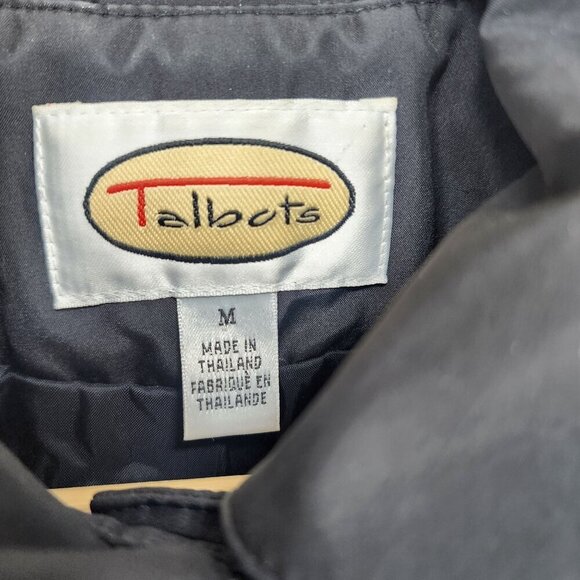 Talbots
M
MADE IN
THAILAND
FABRIQUÉ EN
THAILANDE